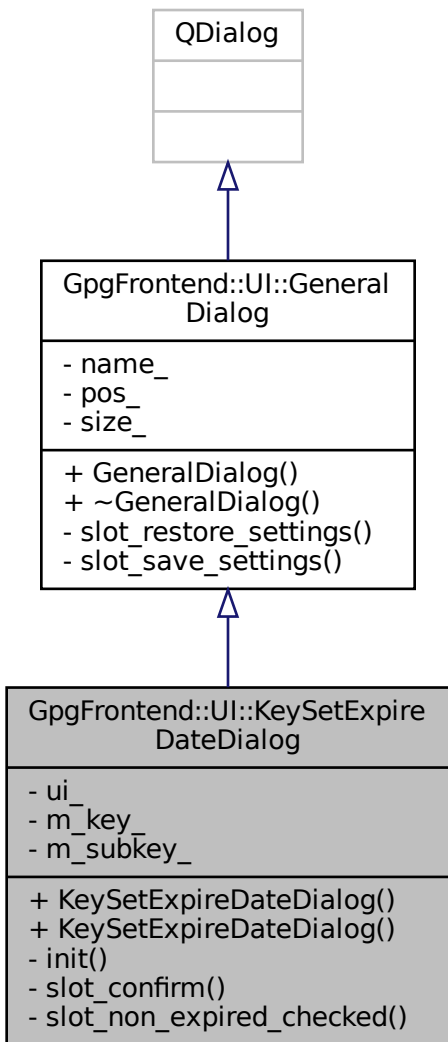 QDialog
GpgFrontend::UI::General
Dialog
- name_
- pos_
- size_
+ GeneralDialog()
+ ~GeneralDialog()
- slot_restore_settings()
- slot_save_settings()
GpgFrontend::UI::KeySetExpire
DateDialog
- ui_
- m_key_
- m_subkey_
+ KeySetExpireDateDialog()
+ KeySetExpireDateDialog()
- init()
- slot_confirm()
- slot_non_expired_checked()